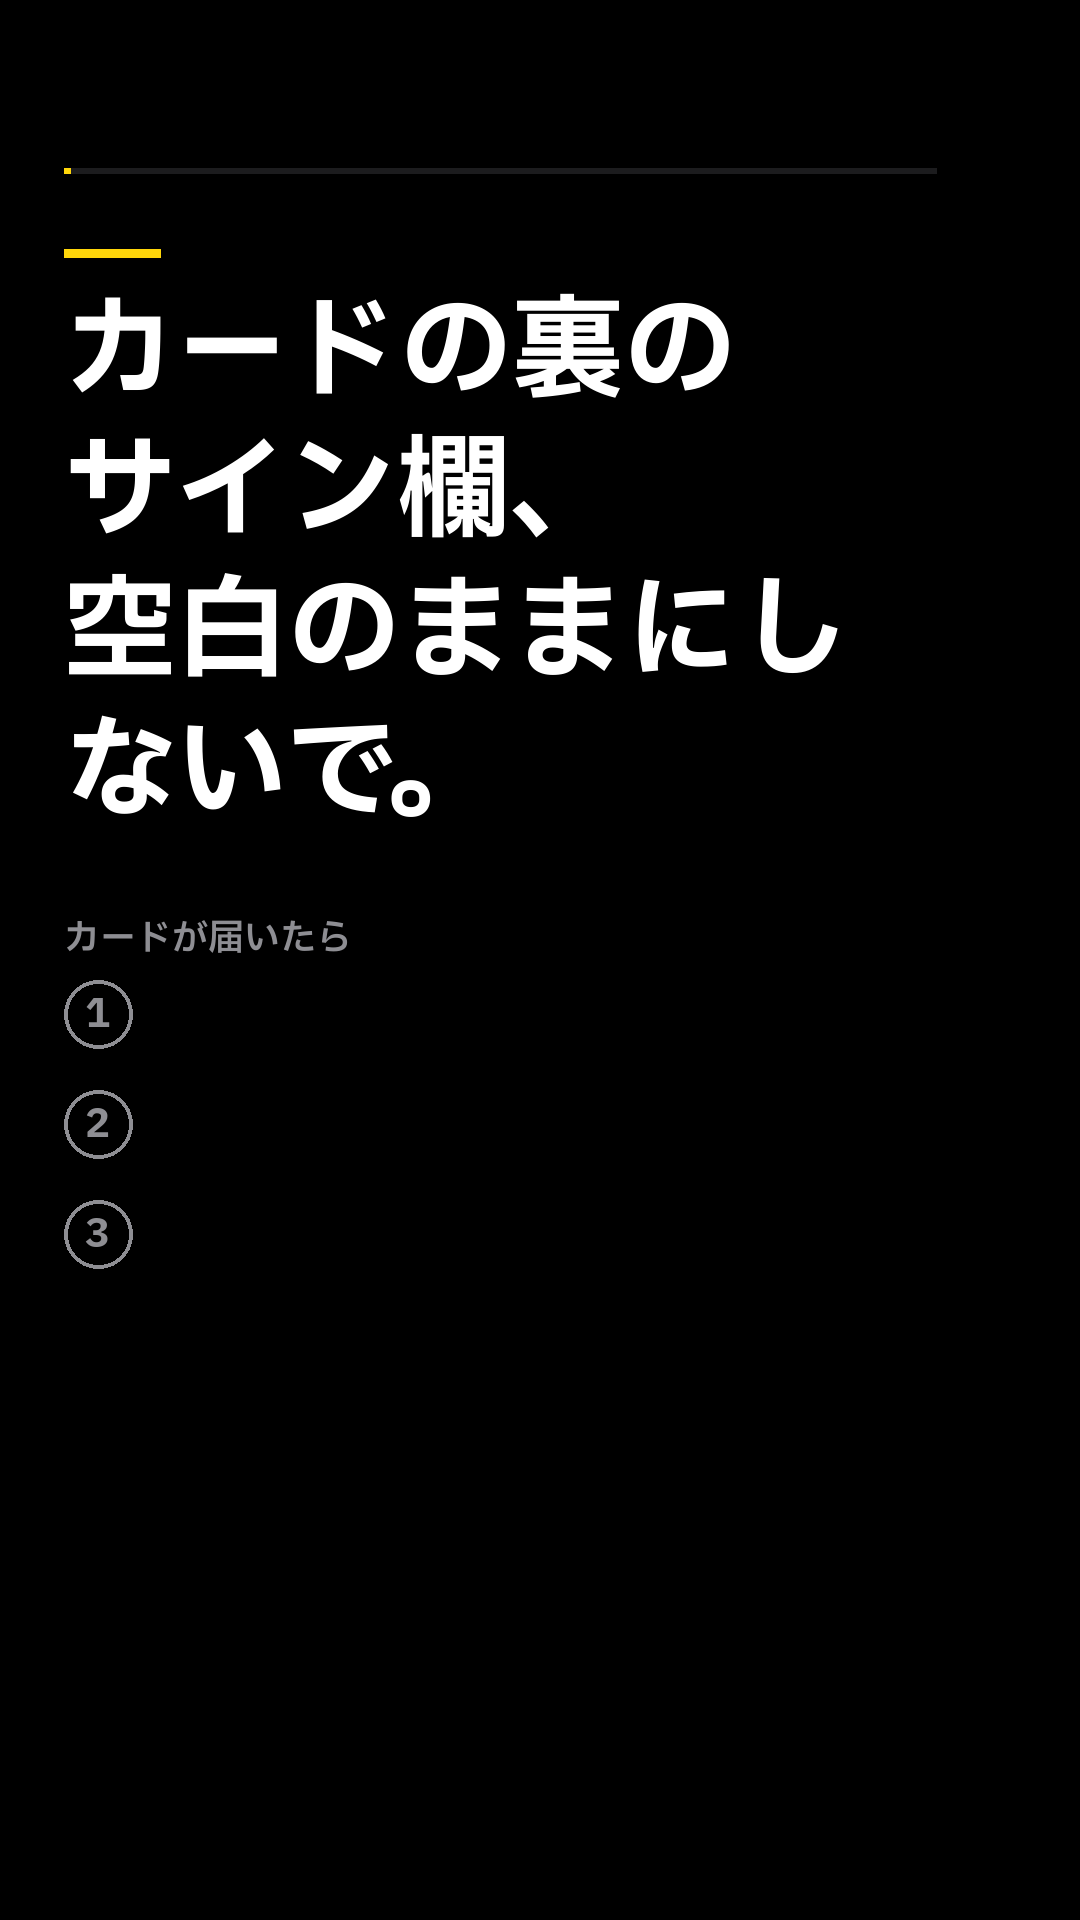 カードの裏の
サイン欄、
空白のままにし
ないで。
カードが届いたら
1
2
3